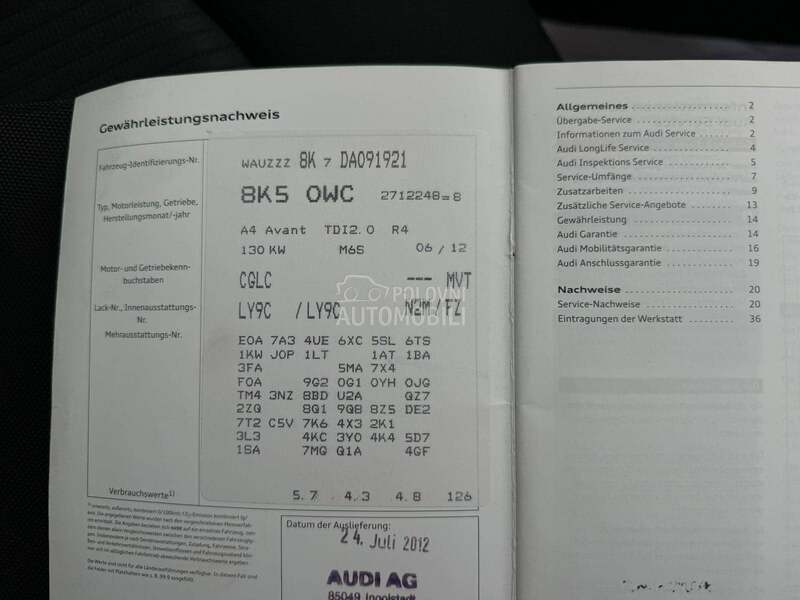 Gewährleistungsnachweis
Fahrzeug-Identifizierungs-Nr.
WAUZZZ 8K 7 DA091921
8K5 0WC 2712248=8
Typ, Motorleistung, Getriebe,
Herstellungsmonat/-jahr
A4 Avant TDI2.0 R4
130 KW M6S 06 / 12
Motor- und Getriebekenn-
buchstaben
CGLC --- MVT
Lack-Nr., Innenausstattungs-
Nr.
LY9C /LY9C N2M/FZ
Mehrausstattungs-Nr.
E0A 7A3 4UE 6XC 5SL 6TS
1KW J0P 1LT 1AT 1BA
3FA 5MA 7X4
F0A 9G2 0G1 0YH 0JG
TM4 3NZ 8BD U2A QZ7
2ZQ 8Q1 9Q8 8Z5 DE2
7T2 C5V 7K6 4X3 2K1
3L3 4KC 3Y0 4K4 5D7
1SA 7MG Q1A 4GF
Verbrauchswerte1)
5.7 4.3 4.8 126
Datum der Auslieferung:
24. Juli 2012
AUDI AG
85049 Ingolstadt
POLOVNI
AUTOMOBILI
Allgemeines 2
Übergabe-Service 2
Informationen zum Audi Service 2
Audi LongLife Service 4
Audi Inspektions Service 5
Service-Umfänge 7
Zusatzarbeiten 9
Zusätzliche Service-Angebote 13
Gewährleistung 14
Audi Garantie 14
Audi Mobilitätsgarantie 16
Audi Anschlussgarantie 19
Nachweise 20
Service-Nachweise 20
Eintragungen der Werkstatt 36